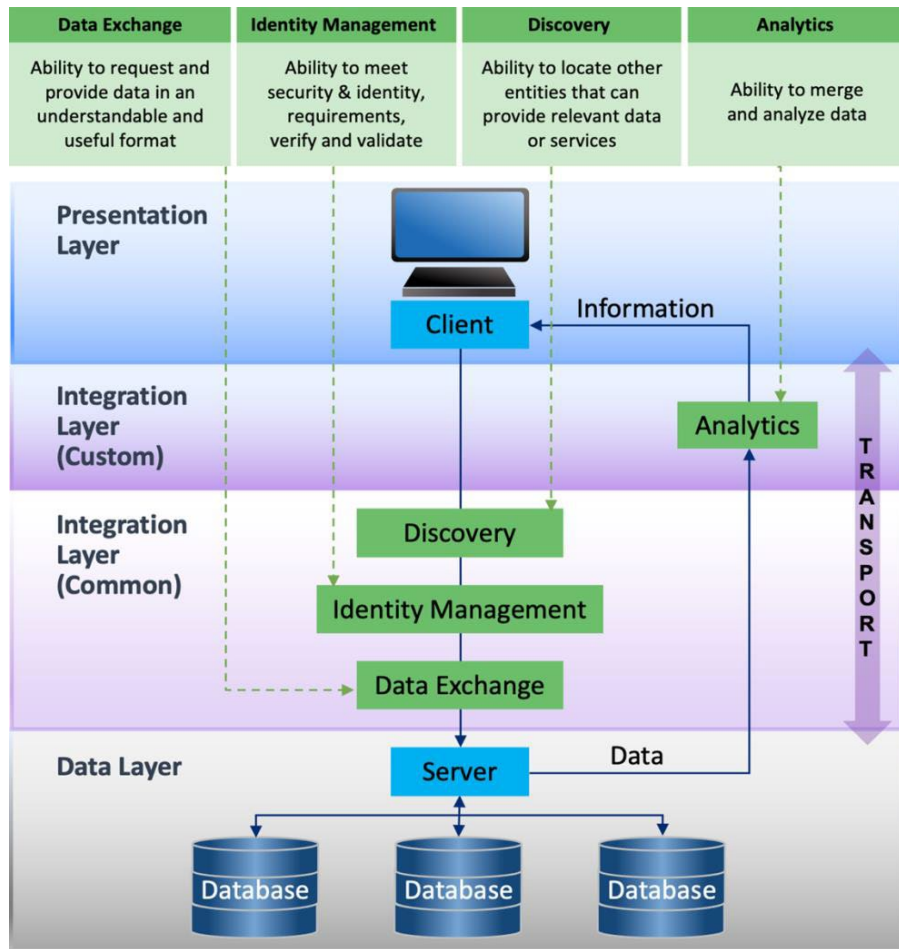 Data Exchange
Ability to request and
provide data in an
understandable and
useful format
Identity Management
Ability to meet
security & identity,
requirements,
verify and validate
Discovery
Ability to locate other
entities that can
provide relevant data
or services
Analytics
Ability to merge
and analyze data
Presentation
Layer
Client
Information
Integration
Layer
(Custom)
Analytics
TRANSPORT
Integration
Layer
(Common)
Discovery
Identity Management
Data Exchange
Data Layer
Server
Data
Database
Database
Database